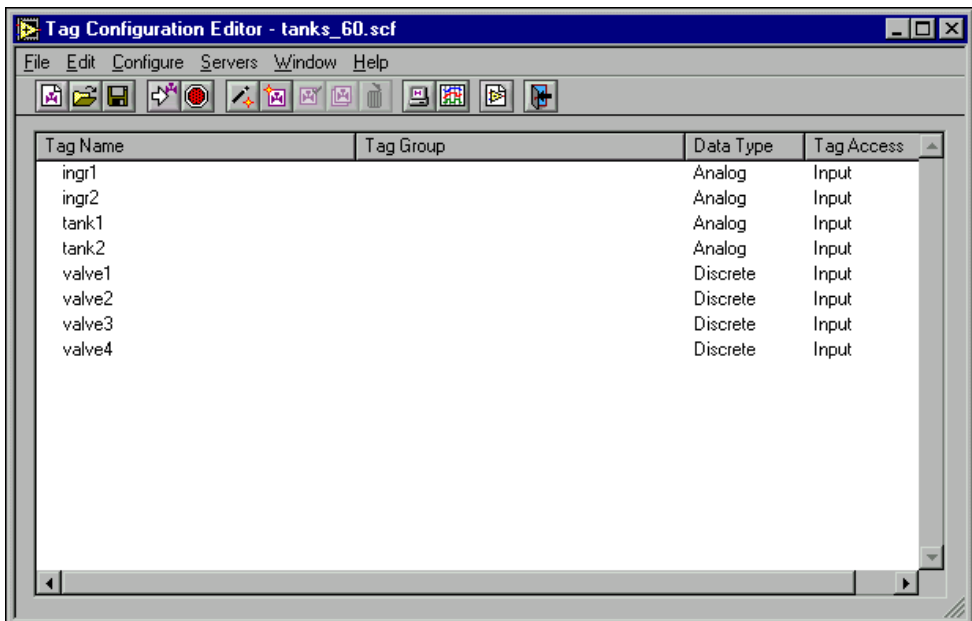 Tag Configuration Editor - tanks_60.scf
File Edit Configure Servers Window Help
Tag Name Tag Group Data Type Tag Access
ingr1 Analog Input
ingr2 Analog Input
tank1 Analog Input
tank2 Analog Input
valve1 Discrete Input
valve2 Discrete Input
valve3 Discrete Input
valve4 Discrete Input